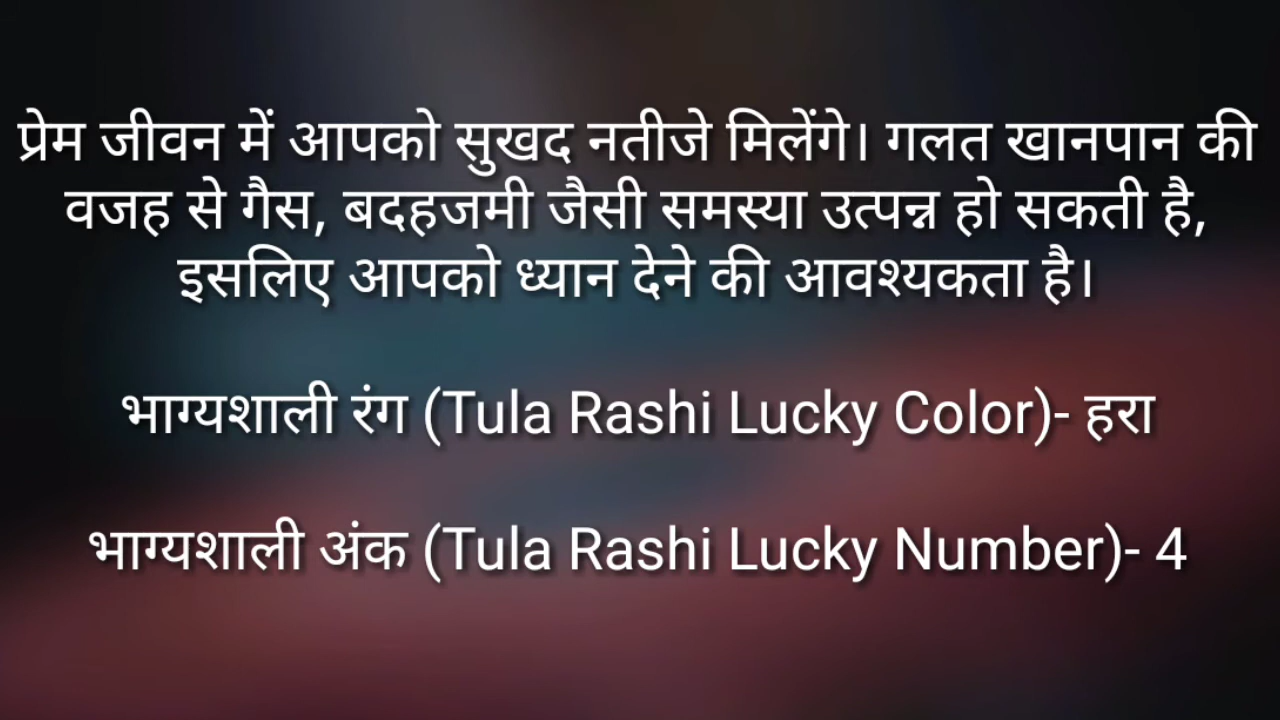 प्रेम जीवन में आपको सुखद नतीजे मिलेंगे। गलत खानपान की
वजह से गैस, बदहजमी जैसी समस्या उत्पन्न हो सकती है,
इसलिए आपको ध्यान देने की आवश्यकता है।
भाग्यशाली रंग (Tula Rashi Lucky Color)- हरा
भाग्यशाली अंक (Tula Rashi Lucky Number)- 4